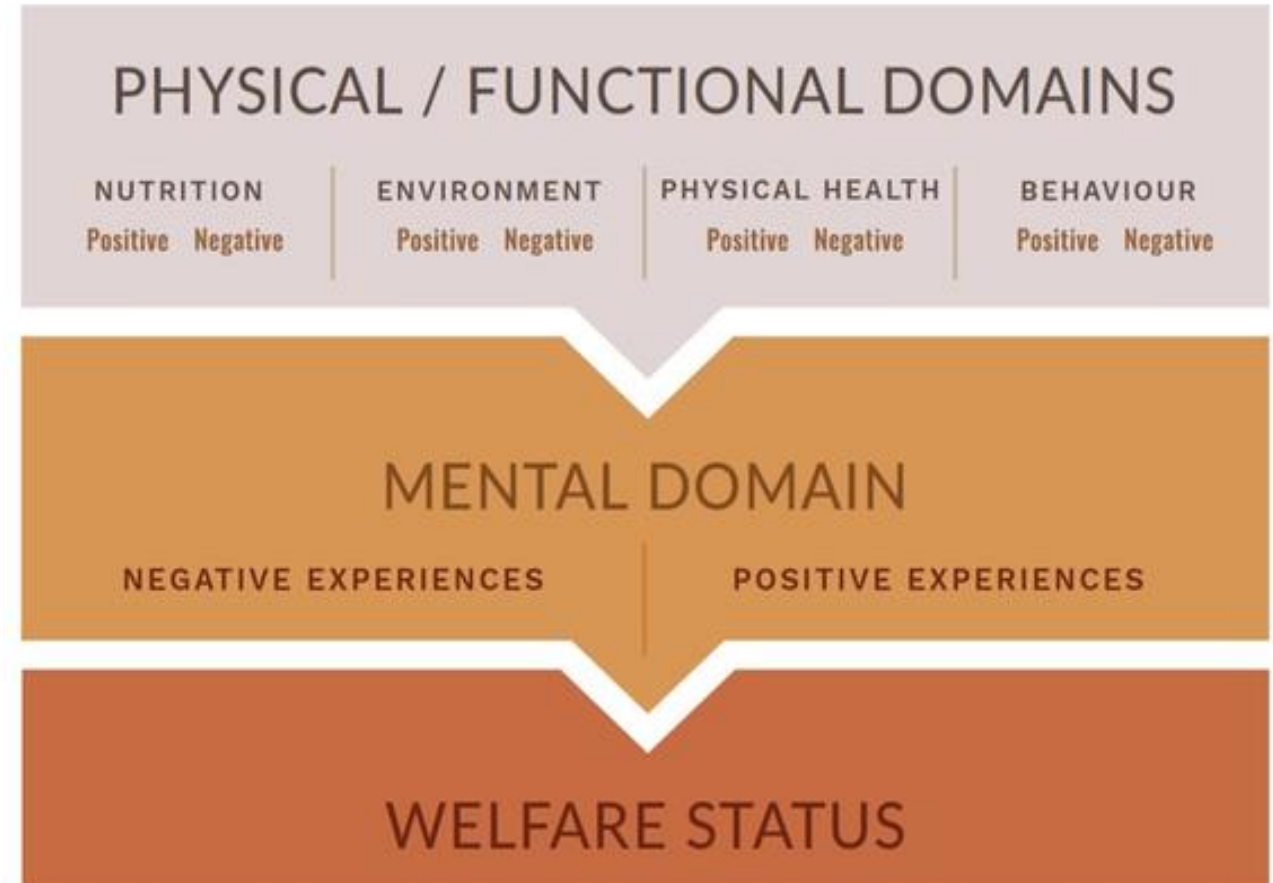 PHYSICAL / FUNCTIONAL DOMAINS
NUTRITION ENVIRONMENT PHYSICAL HEALTH BEHAVIOUR
Positive Negative Positive Negative Positive Negative Positive Negative
MENTAL DOMAIN
NEGATIVE EXPERIENCES POSITIVE EXPERIENCES
WELFARE STATUS